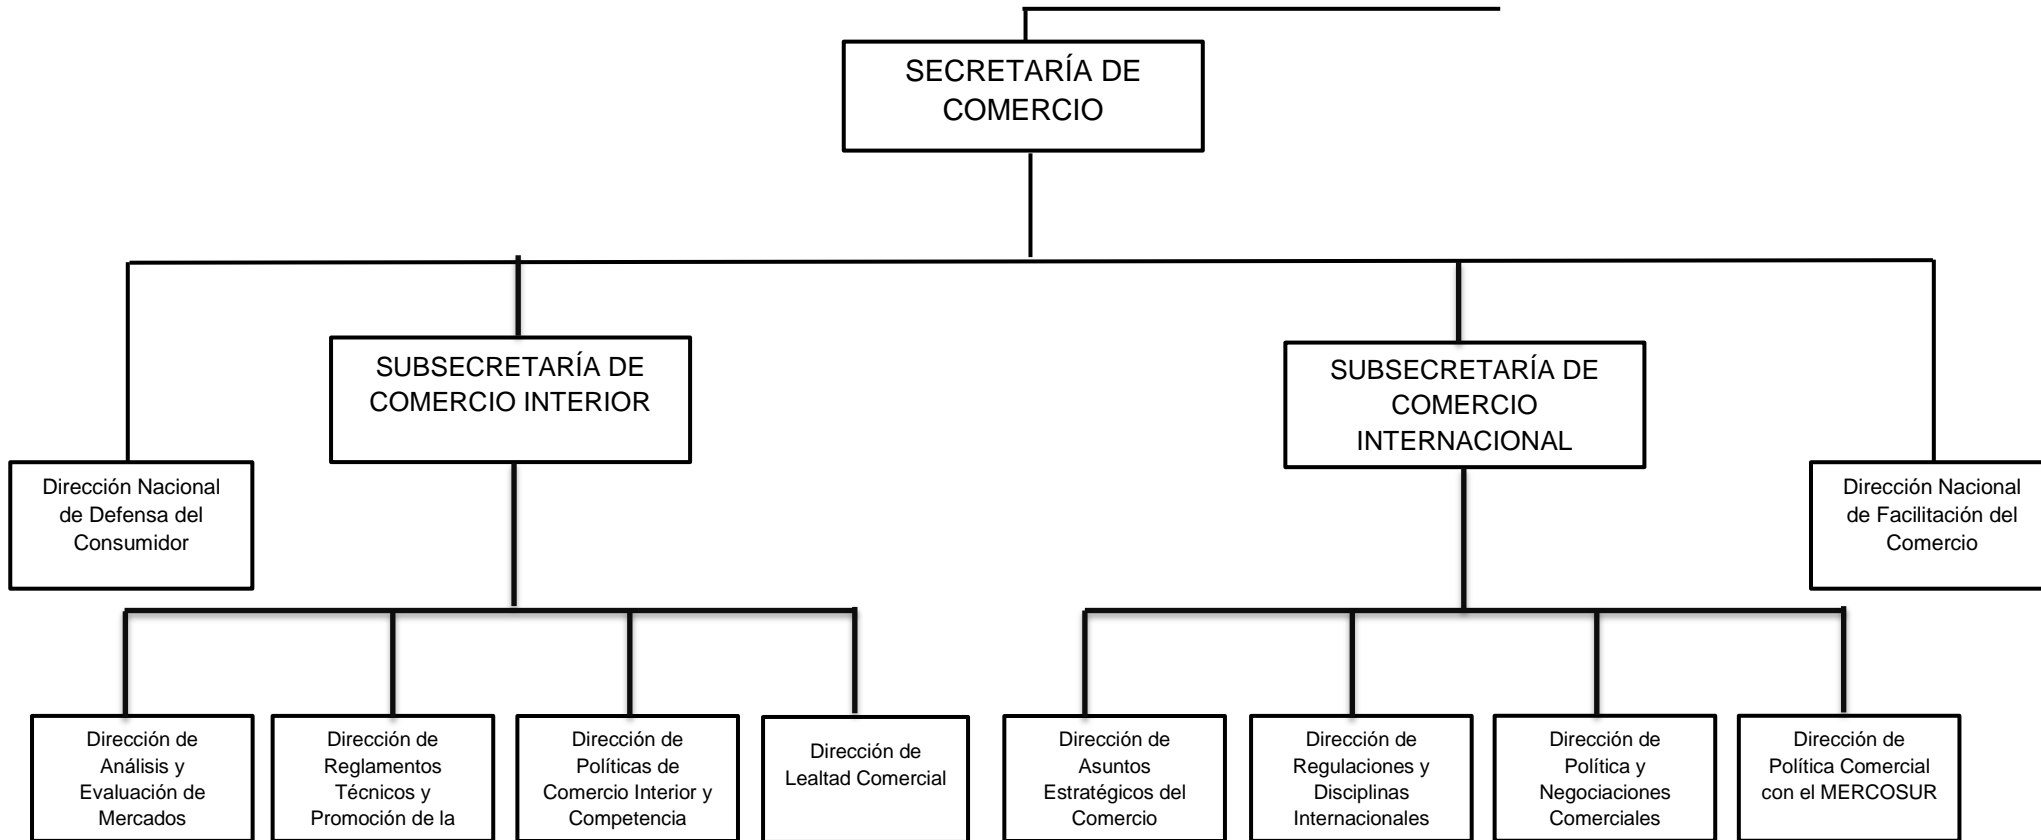 SECRETARÍA DE
COMERCIO
SUBSECRETARÍA DE
COMERCIO INTERIOR
SUBSECRETARÍA DE
COMERCIO
INTERNACIONAL
Dirección Nacional
de Defensa del
Consumidor
Dirección Nacional
de Facilitación del
Comercio
Dirección de
Análisis y
Evaluación de
Mercados
Dirección de
Reglamentos
Técnicos y
Promoción de la
Dirección de
Políticas de
Comercio Interior y
Competencia
Dirección de
Lealtad Comercial
Dirección de
Asuntos
Estratégicos del
Comercio
Dirección de
Regulaciones y
Disciplinas
Internacionales
Dirección de
Política y
Negociaciones
Comerciales
Dirección de
Política Comercial
con el MERCOSUR